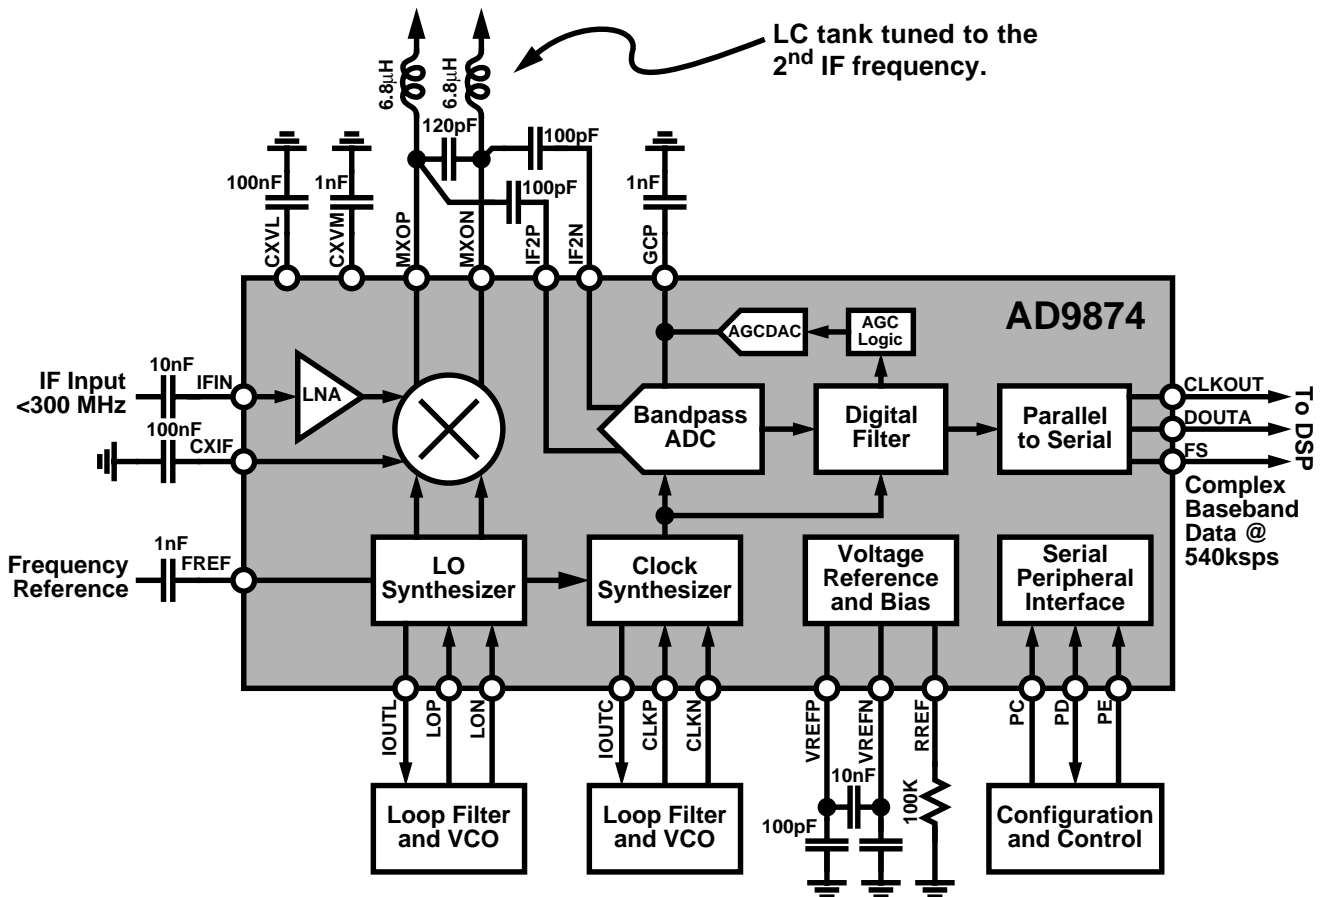 LC tank tuned to the
2nd IF frequency.
6.8μH
6.8μH
120pF
100pF
100pF
100nF
1nF
1nF
CXVL
CXVM
MXOP
MXON
IF2P
IF2N
GCP
AD9874
AGCDAC
AGC
Logic
IF Input
<300 MHz
10nF
IFIN
LNA
100nF
CXIF
Bandpass
ADC
Digital
Filter
Parallel
to Serial
CLKOUT
DOUTA
FS
To DSP
Complex
Baseband
Data @
540ksps
Frequency
Reference
1nF
FREF
LO
Synthesizer
Clock
Synthesizer
Voltage
Reference
and Bias
Serial
Peripheral
Interface
IOUTL
LOP
LON
IOUTC
CLKP
CLKN
VREFP
VREFN
RREF
PC
PD
PE
Loop Filter
and VCO
Loop Filter
and VCO
10nF
100pF
100K
Configuration
and Control